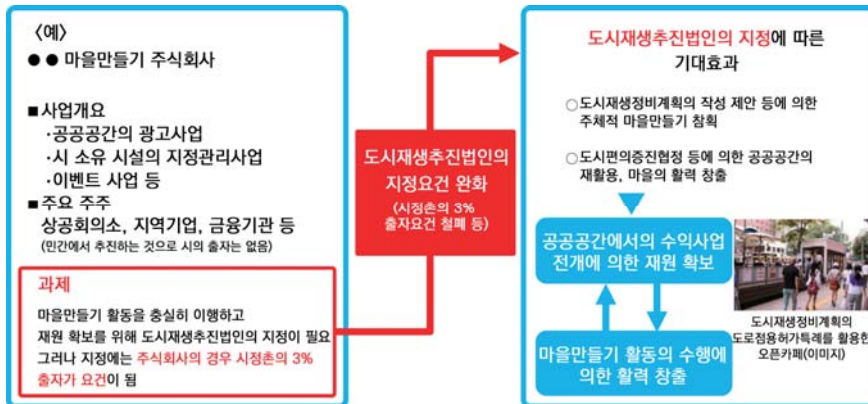 〈예〉
●● 마을만들기 주식회사
■사업개요
·공공공간의 광고사업
·시 소유 시설의 지정관리사업
·이벤트 사업 등
■주요 주주
상공회의소, 지역기업, 금융기관 등
(민간에서 추진하는 것으로 시의 출자는 없음)
과제
마을만들기 활동을 충실히 이행하고
재원 확보를 위해 도시재생추진법인의 지정이 필요
그러나 지정에는 주식회사의 경우 시정촌의 3%
출자가 요건이 됨
도시재생추진법인의
지정요건 완화
(시정촌의 3%
출자요건 철폐 등)
도시재생추진법인의 지정에 따른
기대효과
○도시재생정비계획의 작성 제안 등에 의한
주체적 마을만들기 참획
○도시편의증진협정 등에 의한 공공공간의
재활용, 마을의 활력 창출
공공공간에서의 수익사업
전개에 의한 재원 확보
마을만들기 활동의 수행에
의한 활력 창출
도시재생정비계획의
도로점용허가특례를 활용한
오픈카페(이미지)